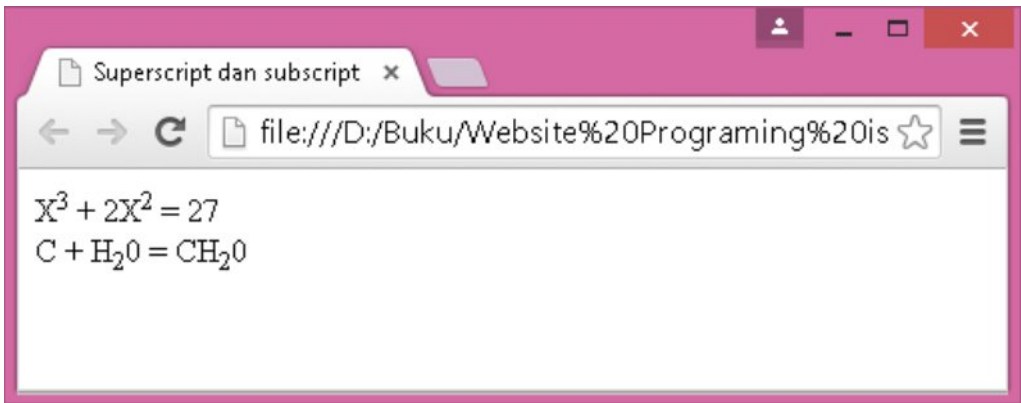 Superscript dan subscript
file:///D:/Buku/Website%20Programing%20is
X³ + 2X² = 27
C + H₂0 = CH₂0